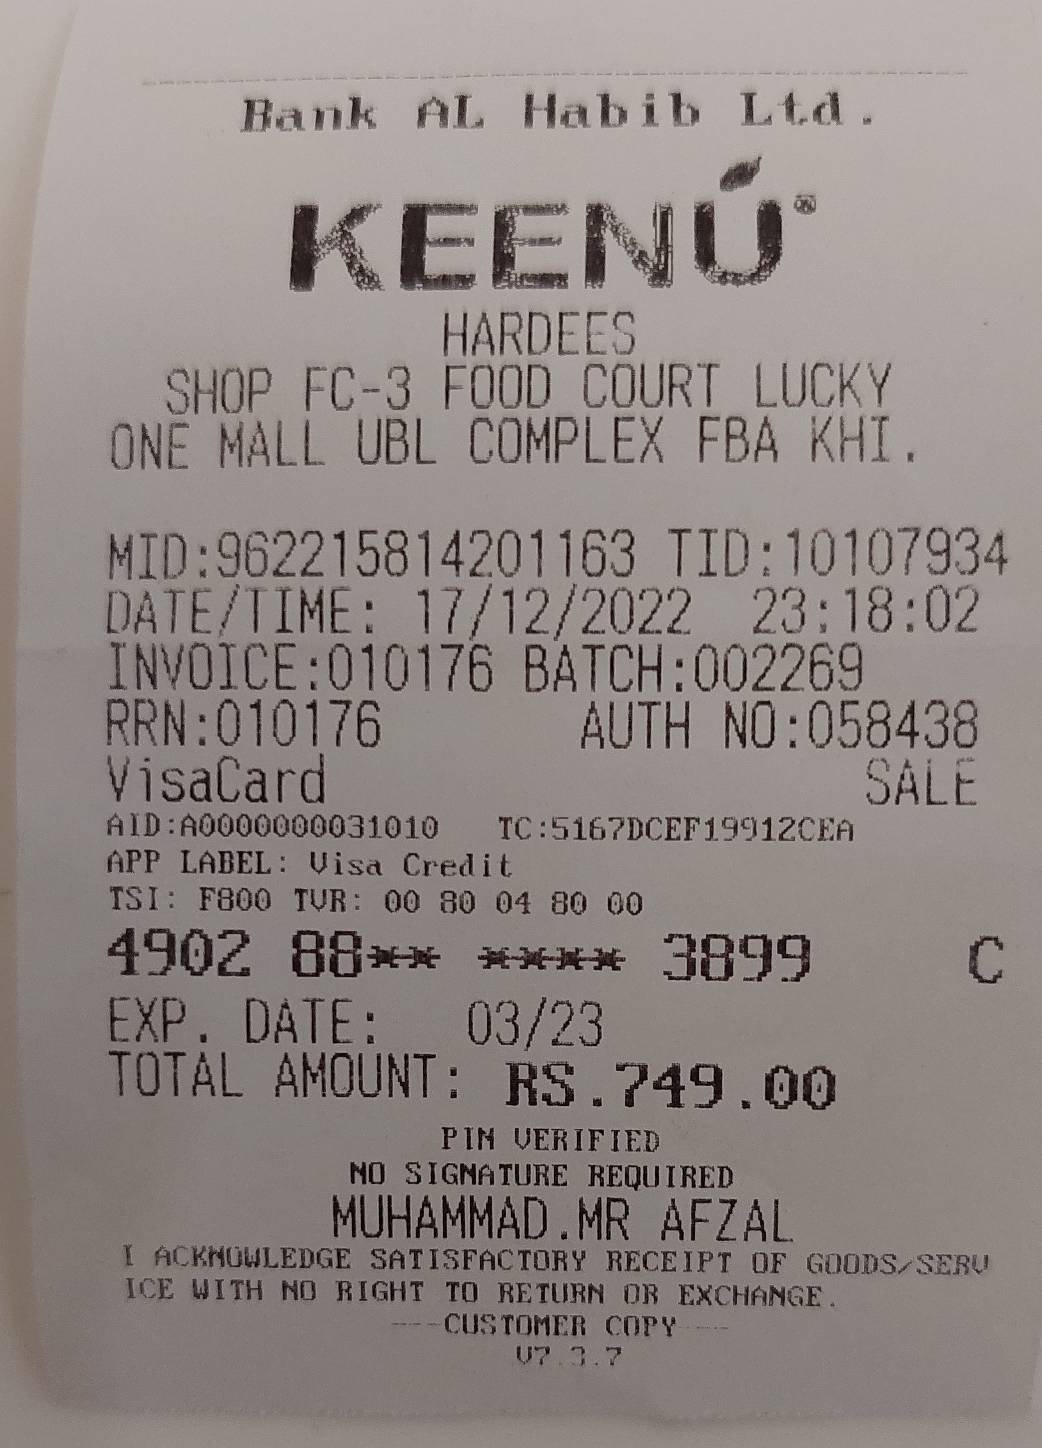 Bank AL Habib Ltd.
KEENÚ®
HARDEES
SHOP FC-3 FOOD COURT LUCKY
ONE MALL UBL COMPLEX FBA KHI.
MID:962215814201163 TID:10107934
DATE/TIME: 17/12/2022 23:18:02
INVOICE:010176 BATCH:002269
RRN:010176 AUTH NO:058438
VisaCard SALE
AID:A0000000031010 TC:5167DCEF19912CEA
APP LABEL: Visa Credit
TSI: F800 TVR: 00 80 04 80 00
4902 88** **** 3899 C
EXP. DATE: 03/23
TOTAL AMOUNT: RS.749.00
PIN VERIFIED
NO SIGNATURE REQUIRED
MUHAMMAD.MR AFZAL
I ACKNOWLEDGE SATISFACTORY RECEIPT OF GOODS/SERV
ICE WITH NO RIGHT TO RETURN OR EXCHANGE.
----CUSTOMER COPY----
V7.3.7